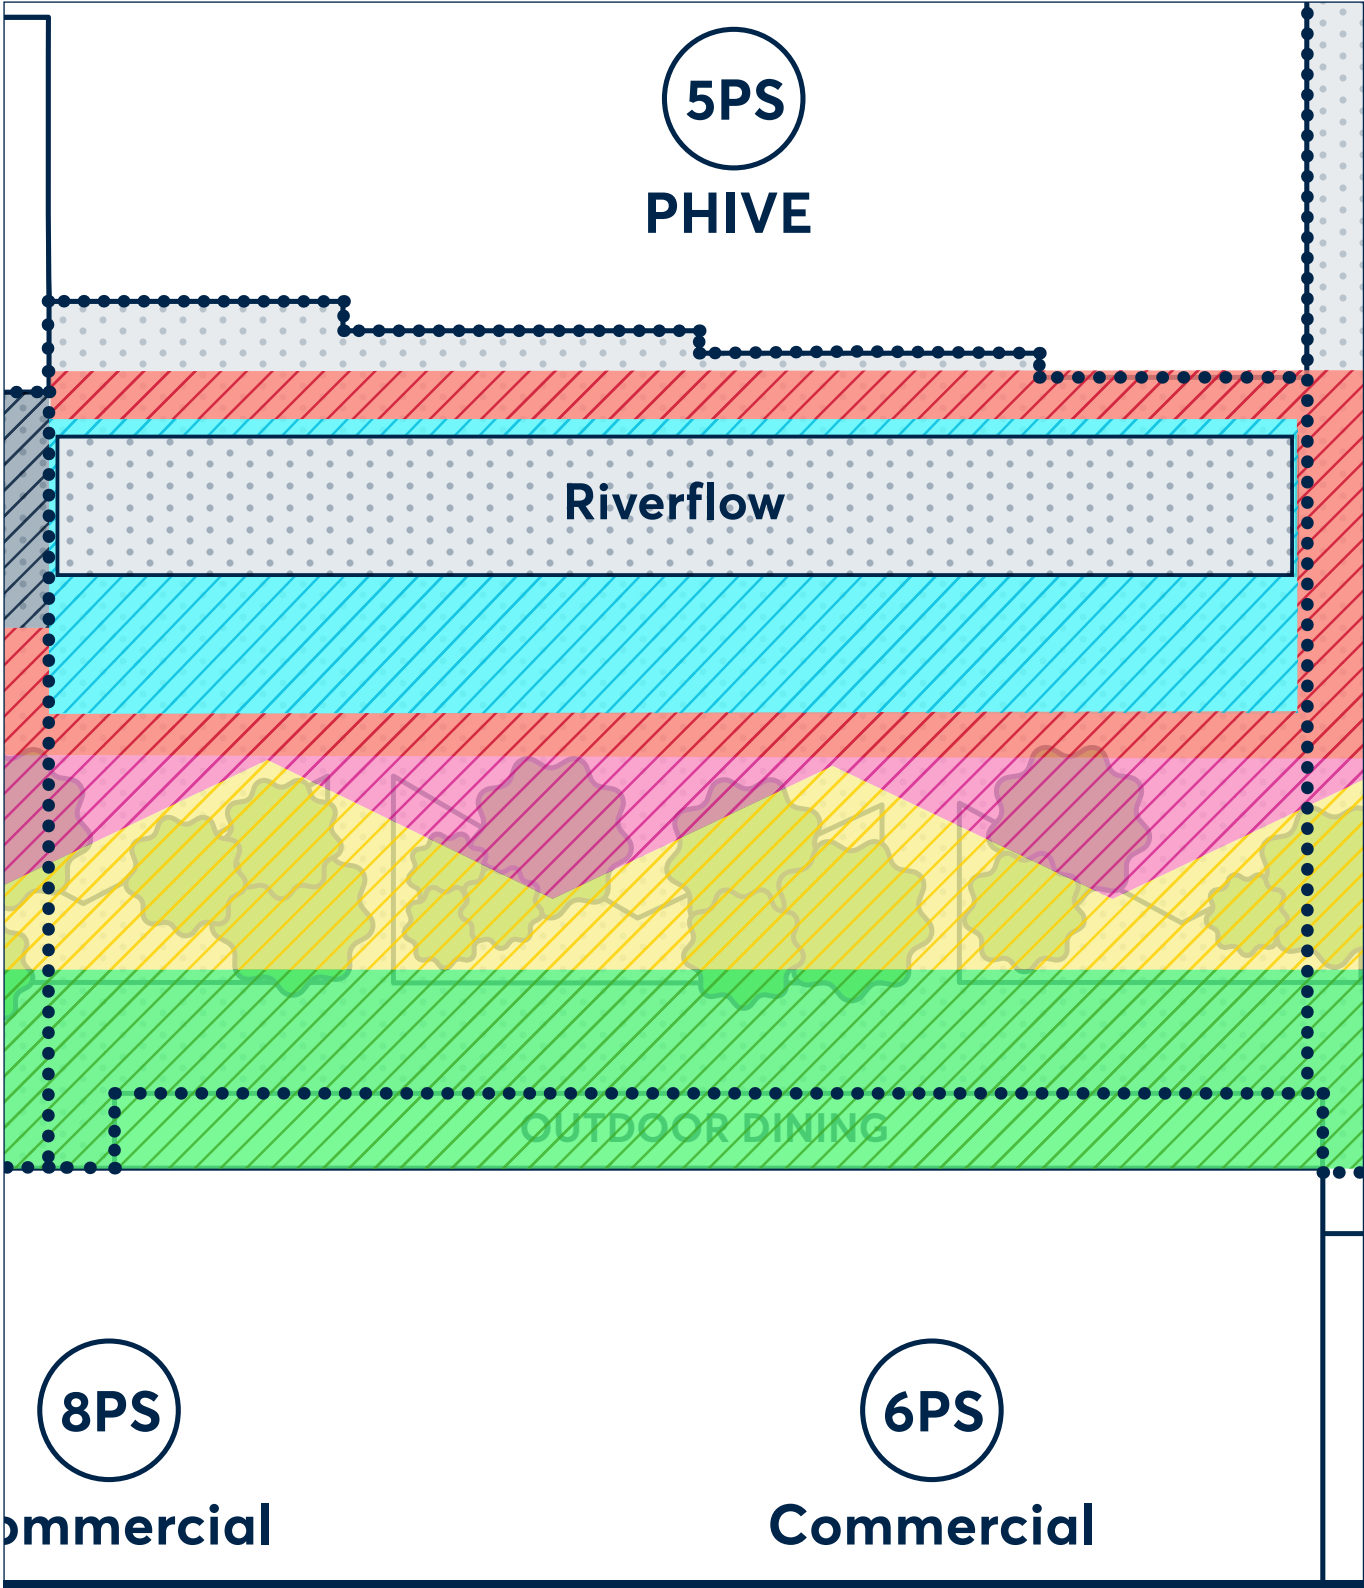 5PS
PHIVE
Riverflow
OUTDOOR DINING
8PS
ommercial
6PS
Commercial